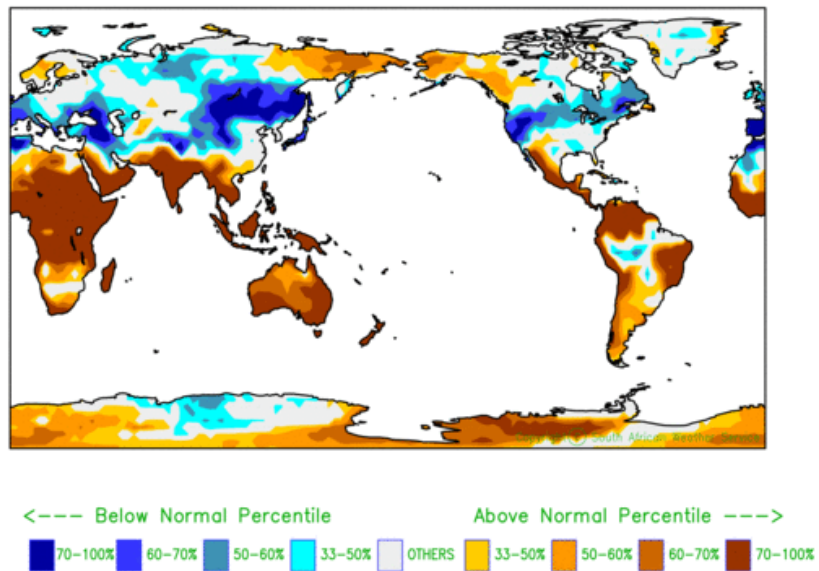 South African Weather Service
<--- Below Normal Percentile
Above Normal Percentile --->
70-100% 60-70% 50-60% 33-50% OTHERS 33-50% 50-60% 60-70% 70-100%